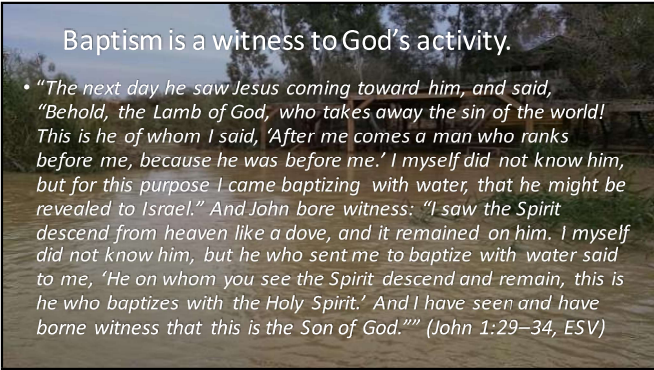 Baptism is a witness to God’s activity.
• “The next day he saw Jesus coming toward him, and said,
“Behold, the Lamb of God, who takes away the sin of the world!
This is he of whom I said, ‘After me comes a man who ranks
before me, because he was before me.’ I myself did not know him,
but for this purpose I came baptizing with water, that he might be
revealed to Israel.” And John bore witness: “I saw the Spirit
descend from heaven like a dove, and it remained on him. I myself
did not know him, but he who sent me to baptize with water said
to me, ‘He on whom you see the Spirit descend and remain, this is
he who baptizes with the Holy Spirit.’ And I have seen and have
borne witness that this is the Son of God.”” (John 1:29–34, ESV)